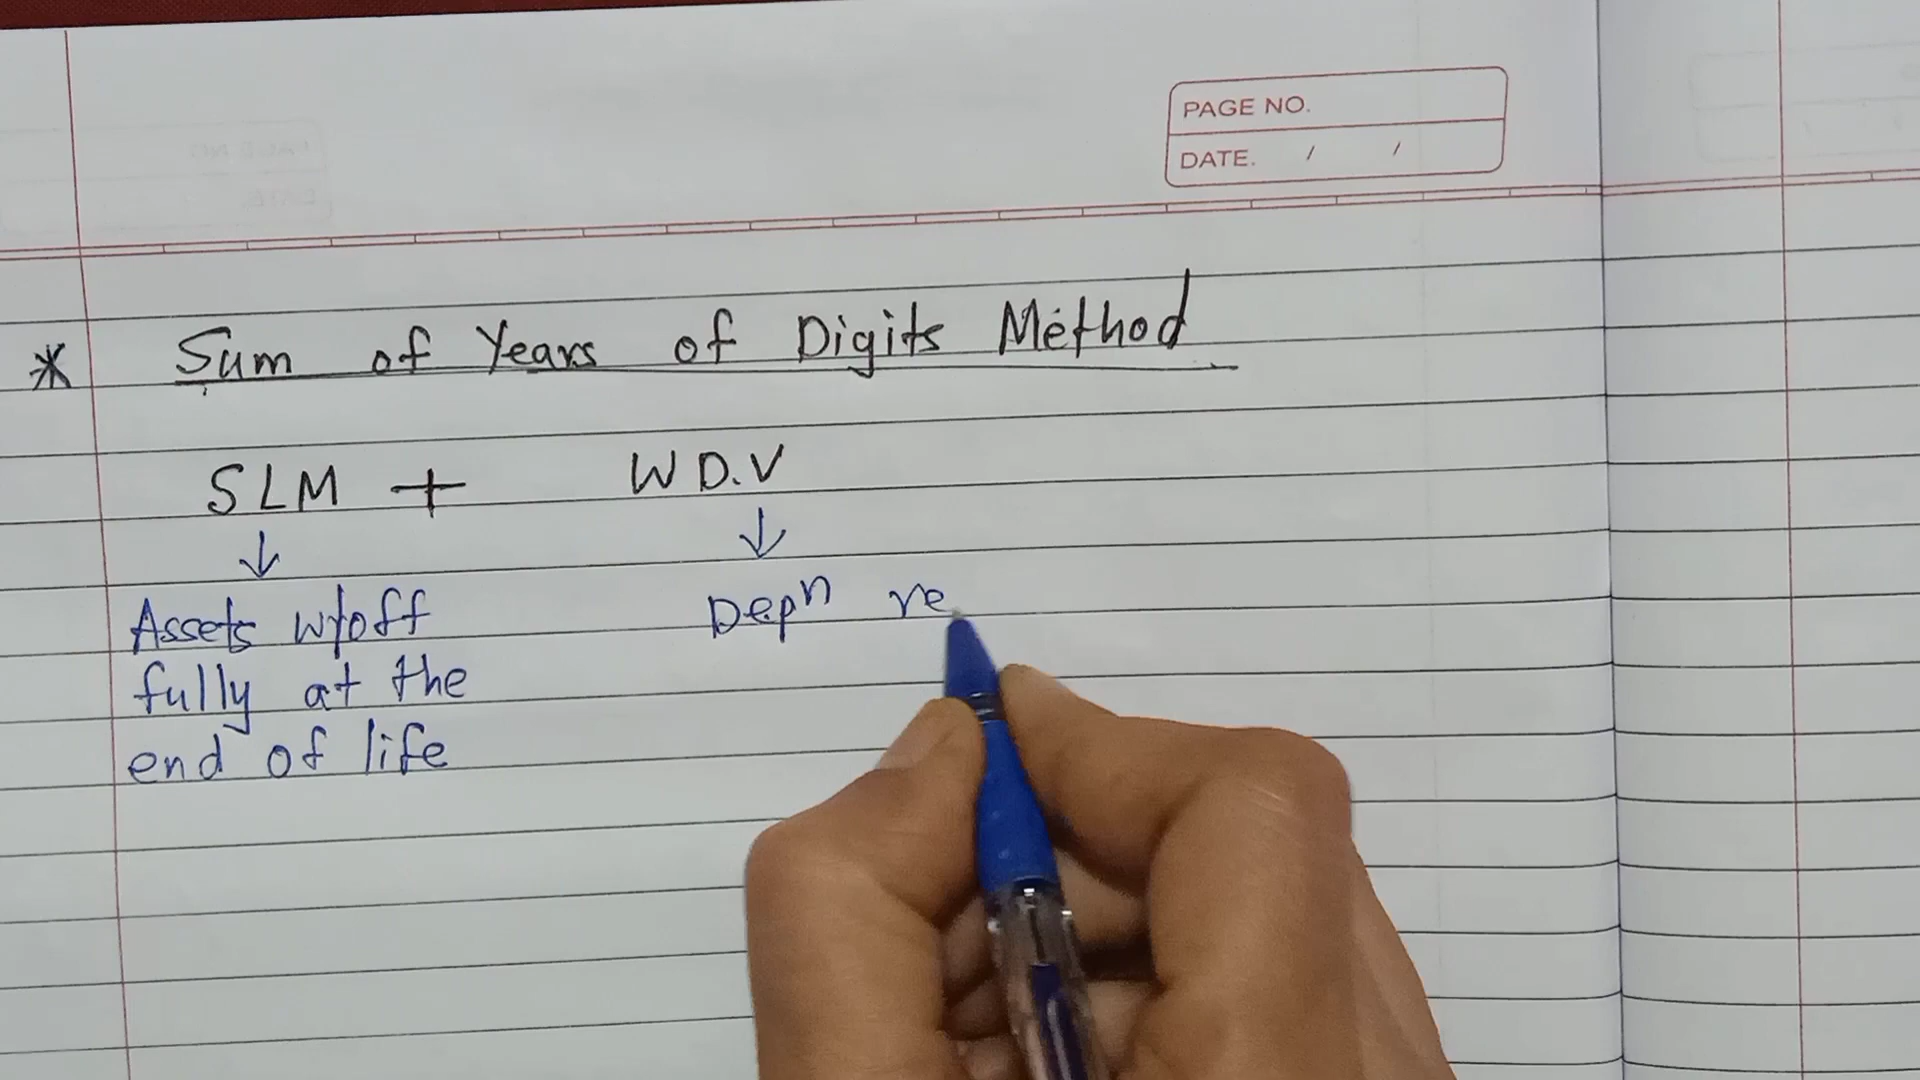 PAGE NO.
DATE. / /
* Sum of Years of Digits Method
SLM + W D.V
↓ ↓
Assets w/off Depn re
fully at the
end of life